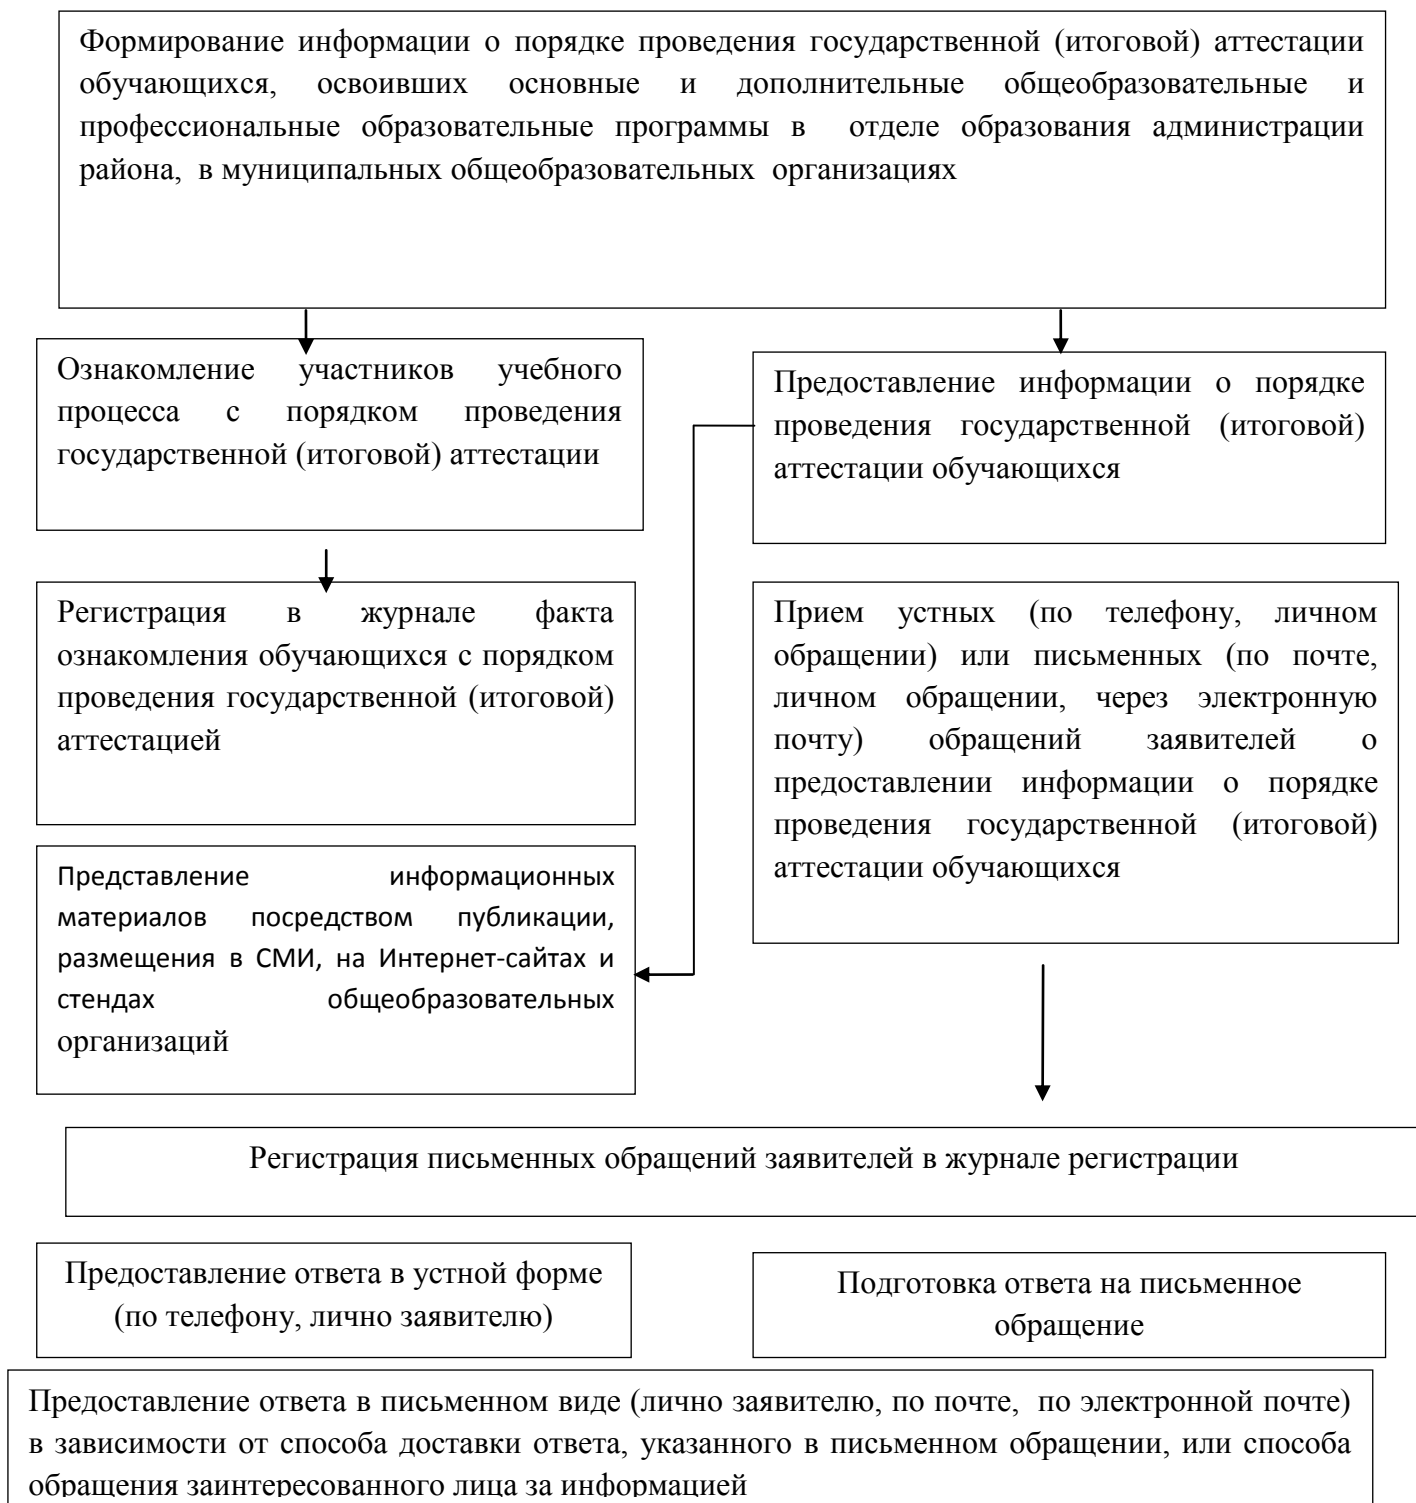 Формирование информации о порядке проведения государственной (итоговой) аттестации
обучающихся, освоивших основные и дополнительные общеобразовательные и
профессиональные образовательные программы в отделе образования администрации
района, в муниципальных общеобразовательных организациях
Ознакомление участников учебного
процесса с порядком проведения
государственной (итоговой) аттестации
Предоставление информации о порядке
проведения государственной (итоговой)
аттестации обучающихся
Регистрация в журнале факта
ознакомления обучающихся с порядком
проведения государственной (итоговой)
аттестацией
Прием устных (по телефону, личном
обращении) или письменных (по почте,
личном обращении, через электронную
почту) обращений заявителей о
предоставлении информации о порядке
проведения государственной (итоговой)
аттестации обучающихся
Представление информационных
материалов посредством публикации,
размещения в СМИ, на Интернет-сайтах и
стендах общеобразовательных
организаций
Регистрация письменных обращений заявителей в журнале регистрации
Предоставление ответа в устной форме
(по телефону, лично заявителю)
Подготовка ответа на письменное
обращение
Предоставление ответа в письменном виде (лично заявителю, по почте, по электронной почте)
в зависимости от способа доставки ответа, указанного в письменном обращении, или способа
обращения заинтересованного лица за информацией